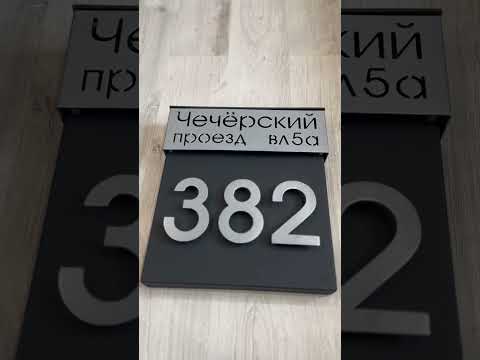 Чечёрский
проезд вл5а
382